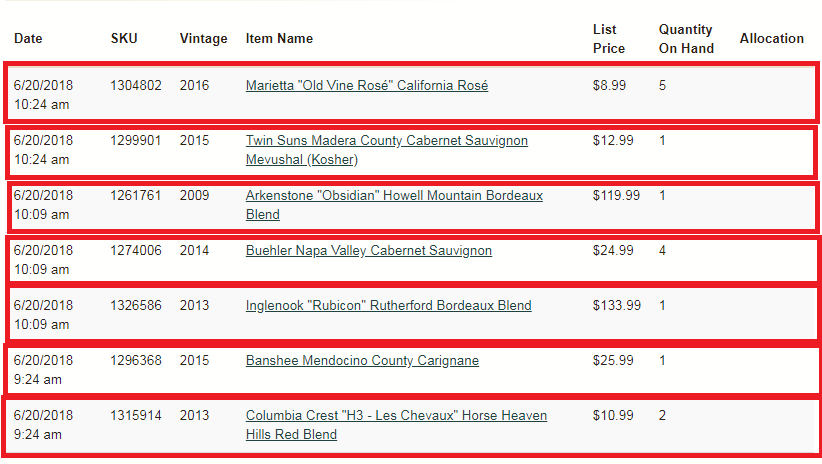 Date SKU Vintage Item Name List Price Quantity On Hand Allocation
6/20/2018 10:24 am 1304802 2016 Marietta "Old Vine Rosé" California Rosé $8.99 5
6/20/2018 10:24 am 1299901 2015 Twin Suns Madera County Cabernet Sauvignon Mevushal (Kosher) $12.99 1
6/20/2018 10:09 am 1261761 2009 Arkenstone "Obsidian" Howell Mountain Bordeaux Blend $119.99 1
6/20/2018 10:09 am 1274006 2014 Buehler Napa Valley Cabernet Sauvignon $24.99 4
6/20/2018 10:09 am 1326586 2013 Inglenook "Rubicon" Rutherford Bordeaux Blend $133.99 1
6/20/2018 9:24 am 1296368 2015 Banshee Mendocino County Carignane $25.99 1
6/20/2018 9:24 am 1315914 2013 Columbia Crest "H3 - Les Chevaux" Horse Heaven Hills Red Blend $10.99 2